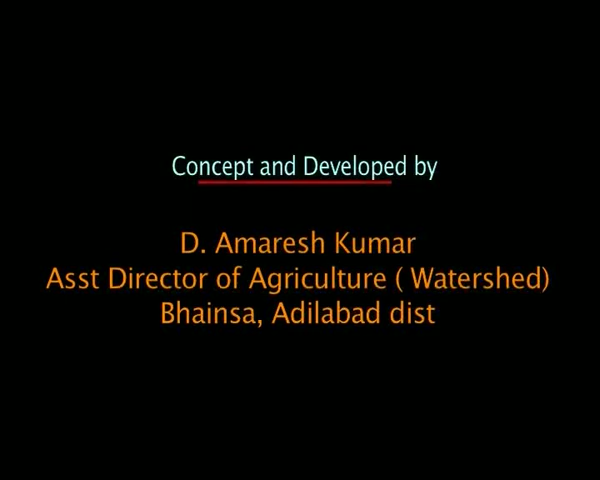 Concept and Developed by
D. Amaresh Kumar
Asst Director of Agriculture ( Watershed)
Bhainsa, Adilabad dist